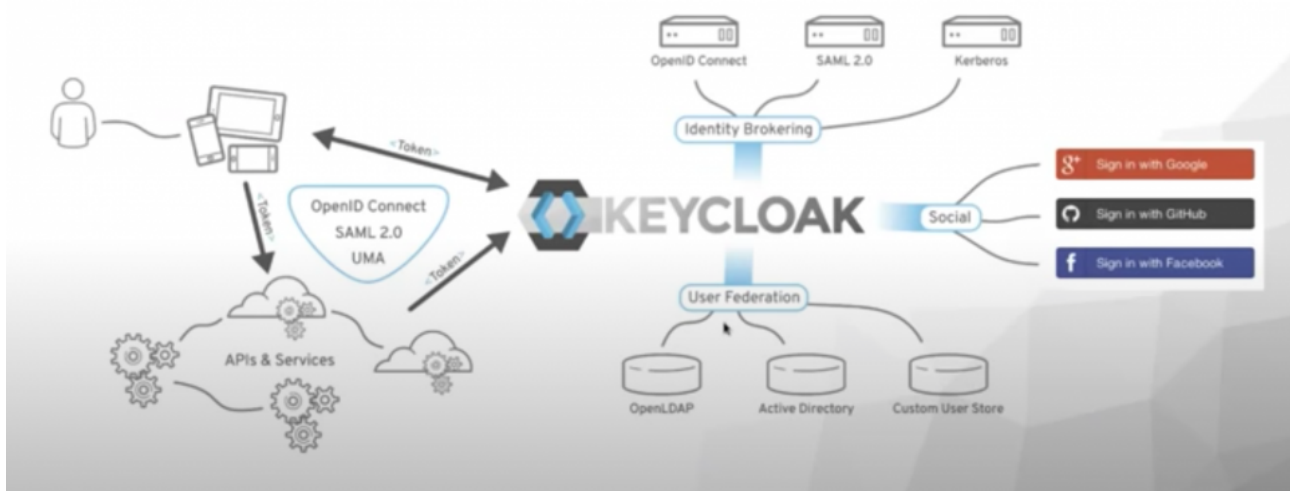 OpenID Connect
SAML 2.0
Kerberos
Identity Brokering
<Token>
<Token>
OpenID Connect
SAML 2.0
UMA
<Token>
KEYCLOAK
Social
g+ Sign in with Google
Sign in with GitHub
f Sign in with Facebook
User Federation
APIs & Services
OpenLDAP
Active Directory
Custom User Store